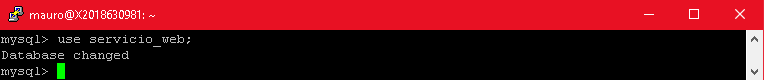 mauro@X2018630981: ~
mysql> use servicio_web;
Database changed
mysql>